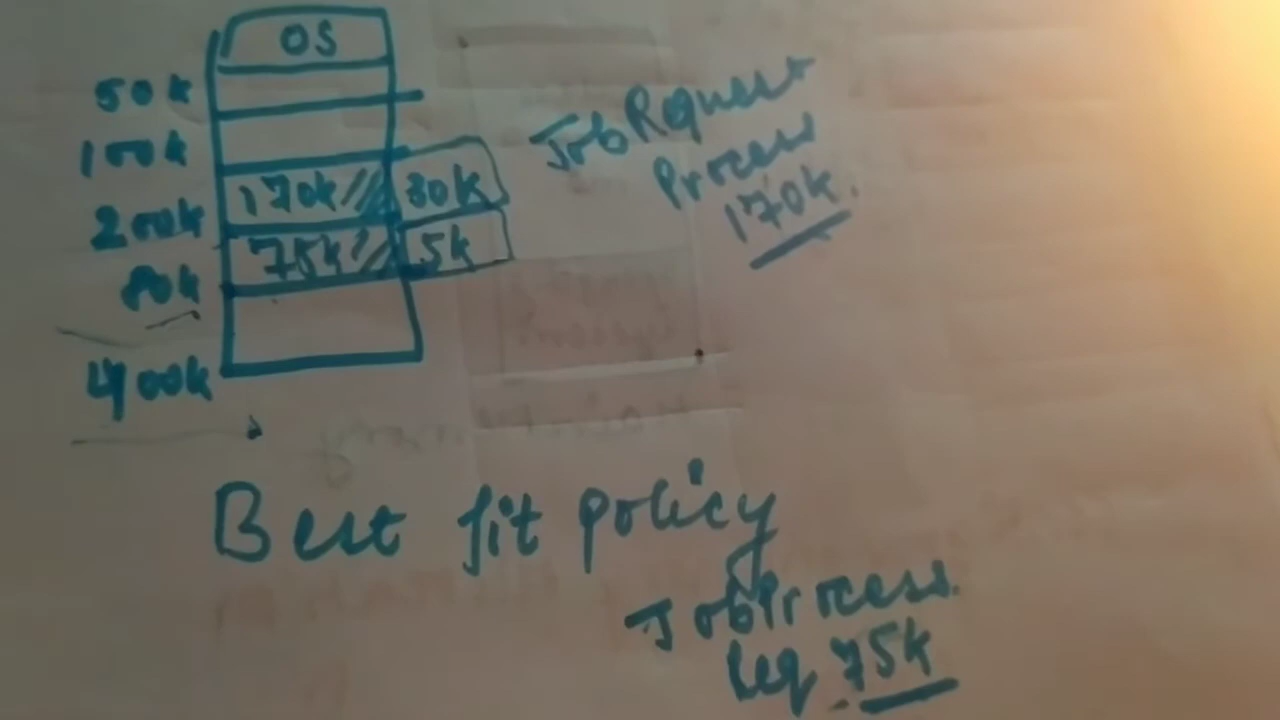 OS
50k
100k
170k 30k
200k
75k 5k
80k
400k
Job Request
Process
170k.
Best fit policy
Job Process
req 75k